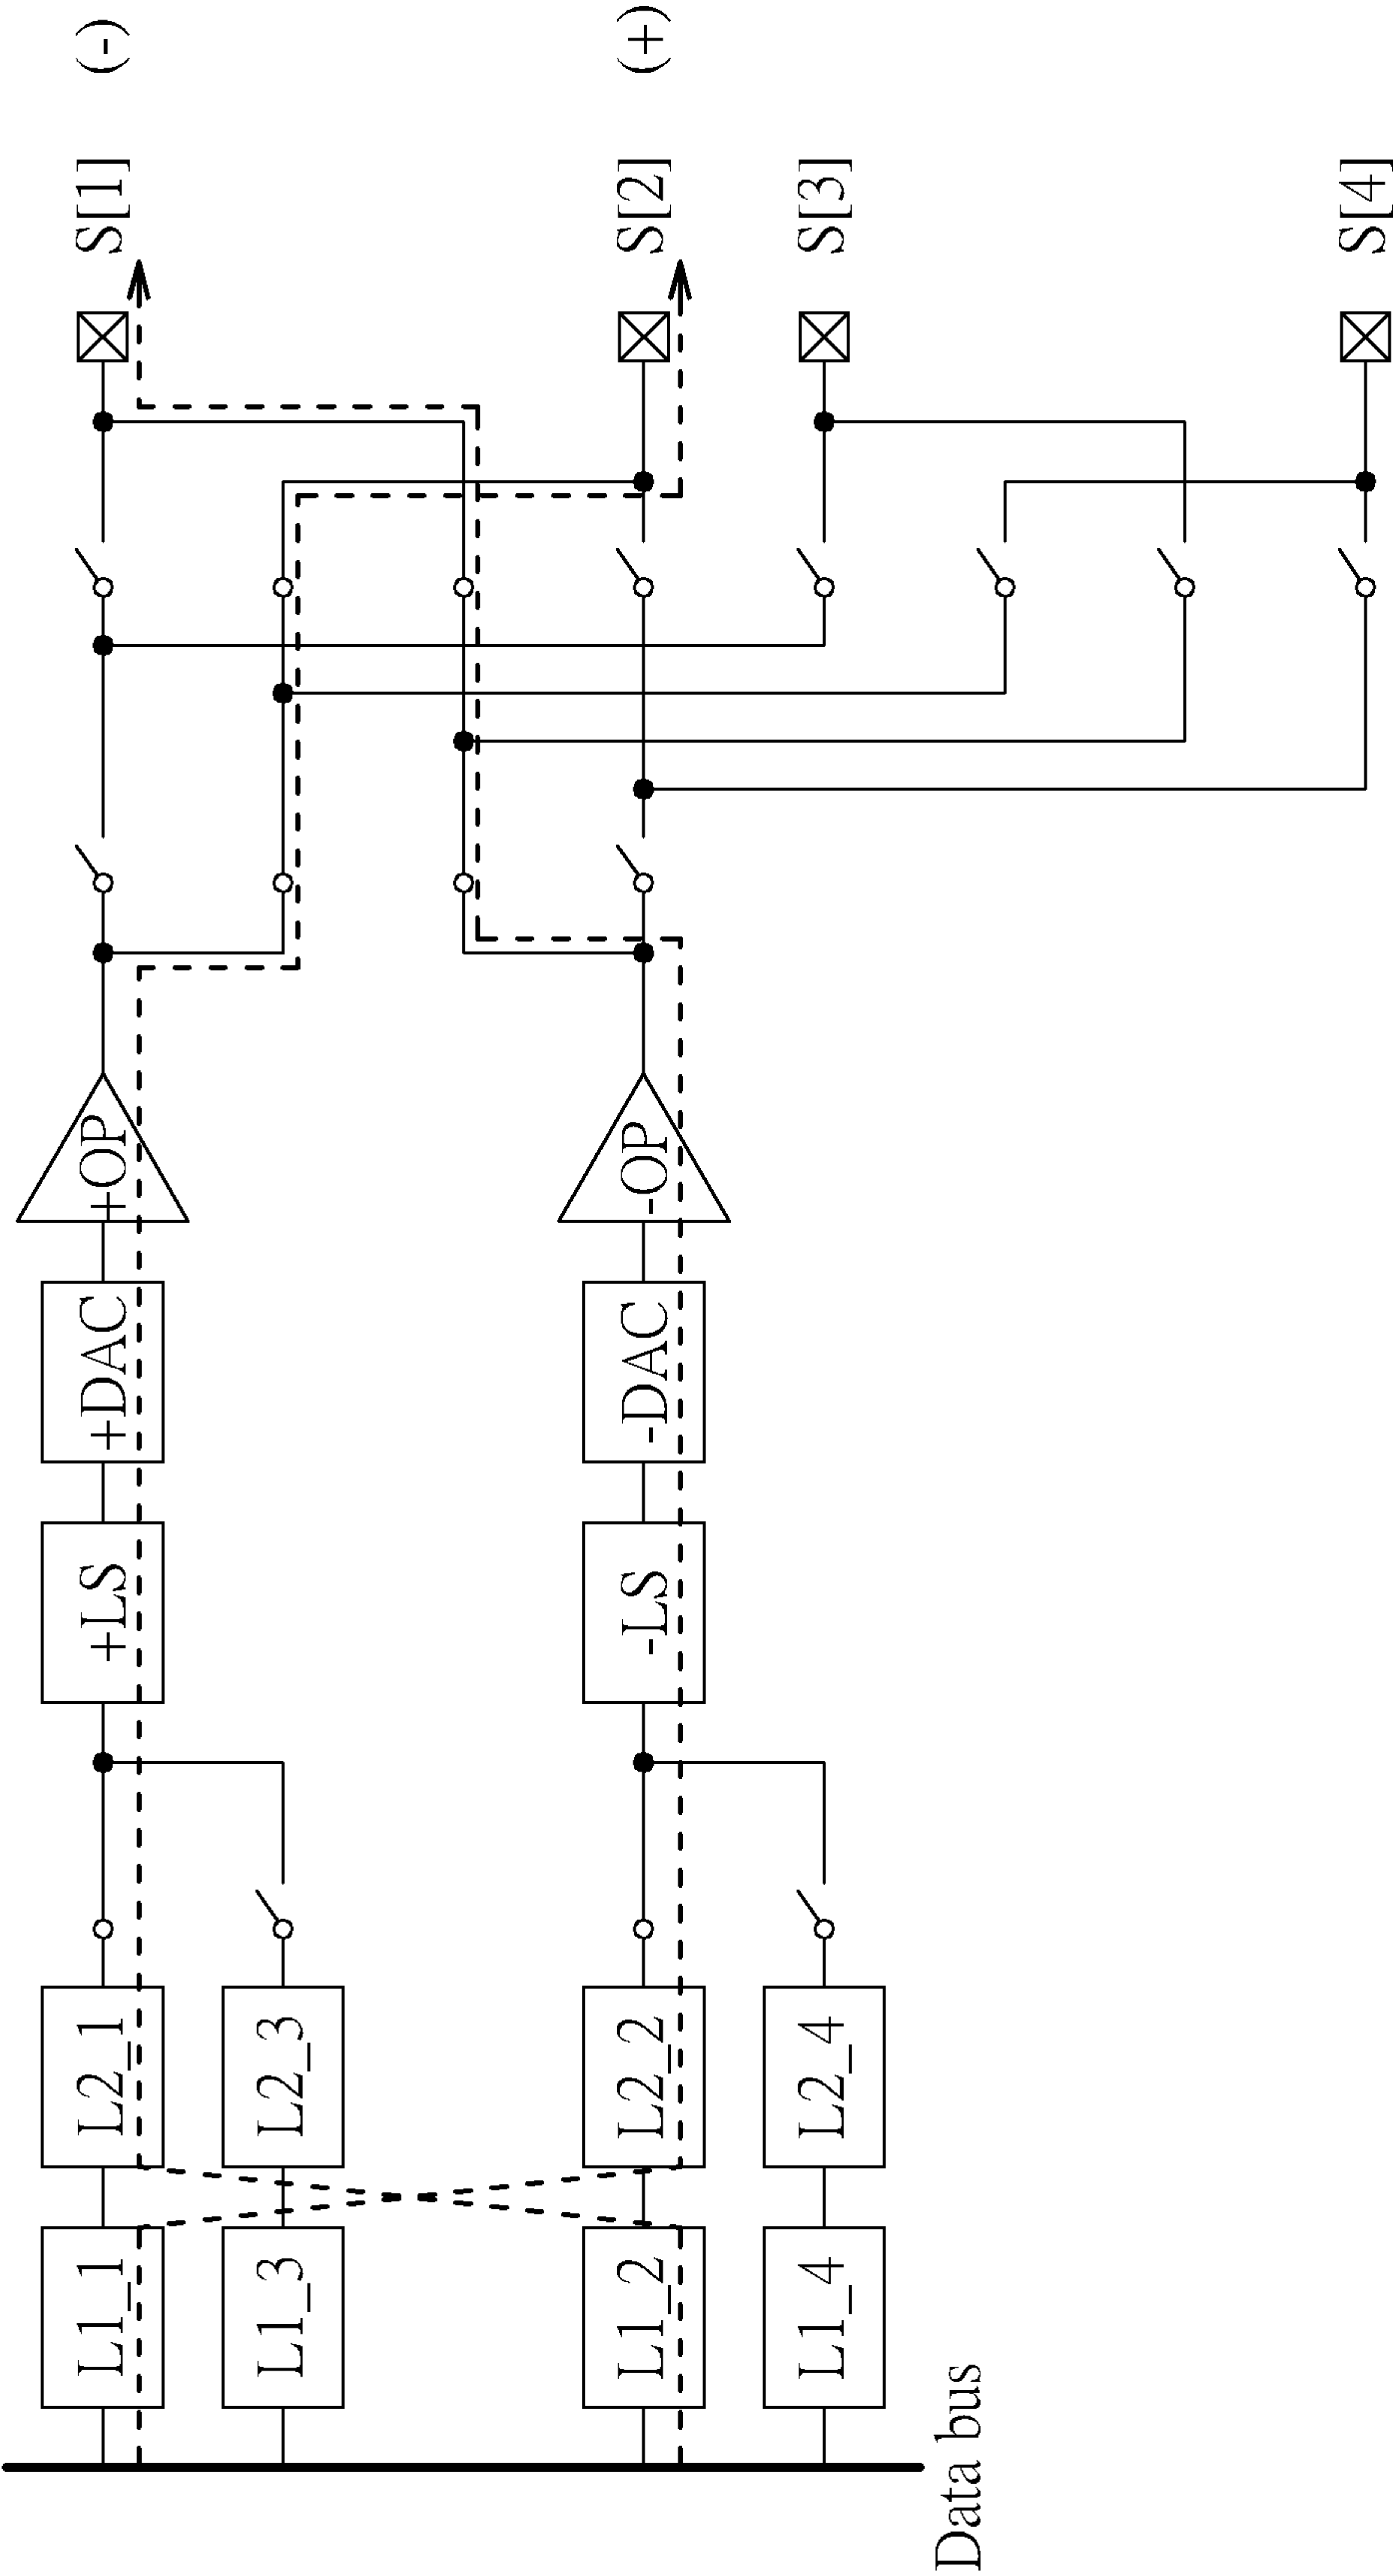 L1_1 L2_1 +LS +DAC +OP S[1] (-)
L1_3 L2_3
L1_2 L2_2 -LS -DAC -OP S[2] (+)
L1_4 L2_4 S[3]
Data bus
S[4]